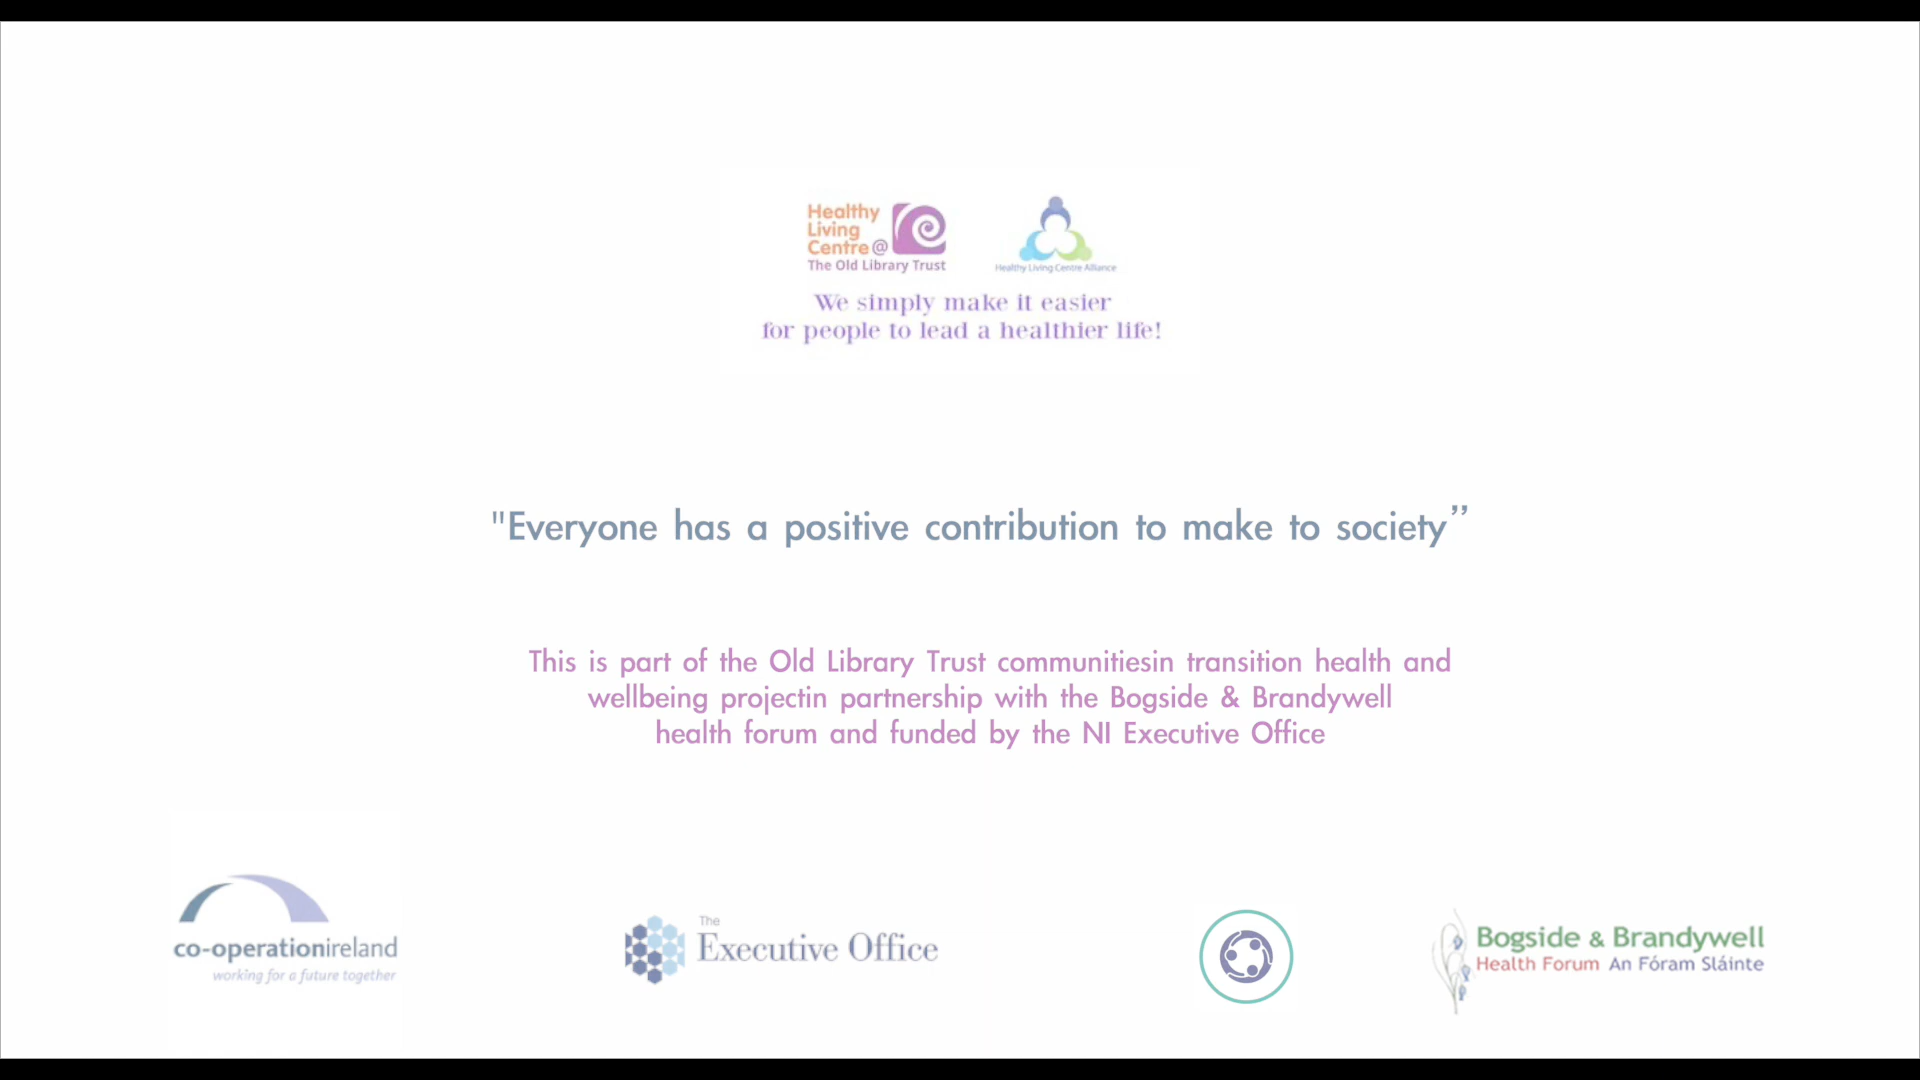 Healthy
Living
Centre@
The Old Library Trust
Healthy Living Centre Alliance
We simply make it easier
for people to lead a healthier life!
"Everyone has a positive contribution to make to society”
This is part of the Old Library Trust communitiesin transition health and
wellbeing projectin partnership with the Bogside & Brandywell
health forum and funded by the NI Executive Office
co-operationireland
working for a future together
The
Executive Office
Bogside & Brandywell
Health Forum An Fóram Sláinte